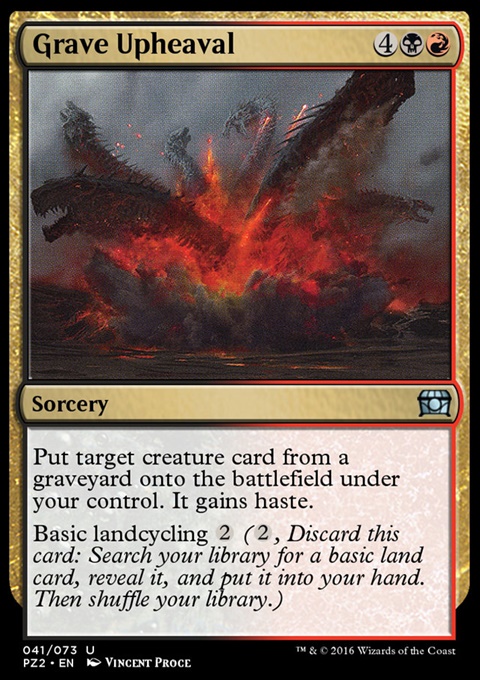 Grave Upheaval 4
Sorcery
Put target creature card from a
graveyard onto the battlefield under
your control. It gains haste.
Basic landcycling 2 (2, Discard this
card: Search your library for a basic land
card, reveal it, and put it into your hand.
Then shuffle your library.)
041/073 U
PZ2 • EN Vincent Proce
™ & © 2016 Wizards of the Coast